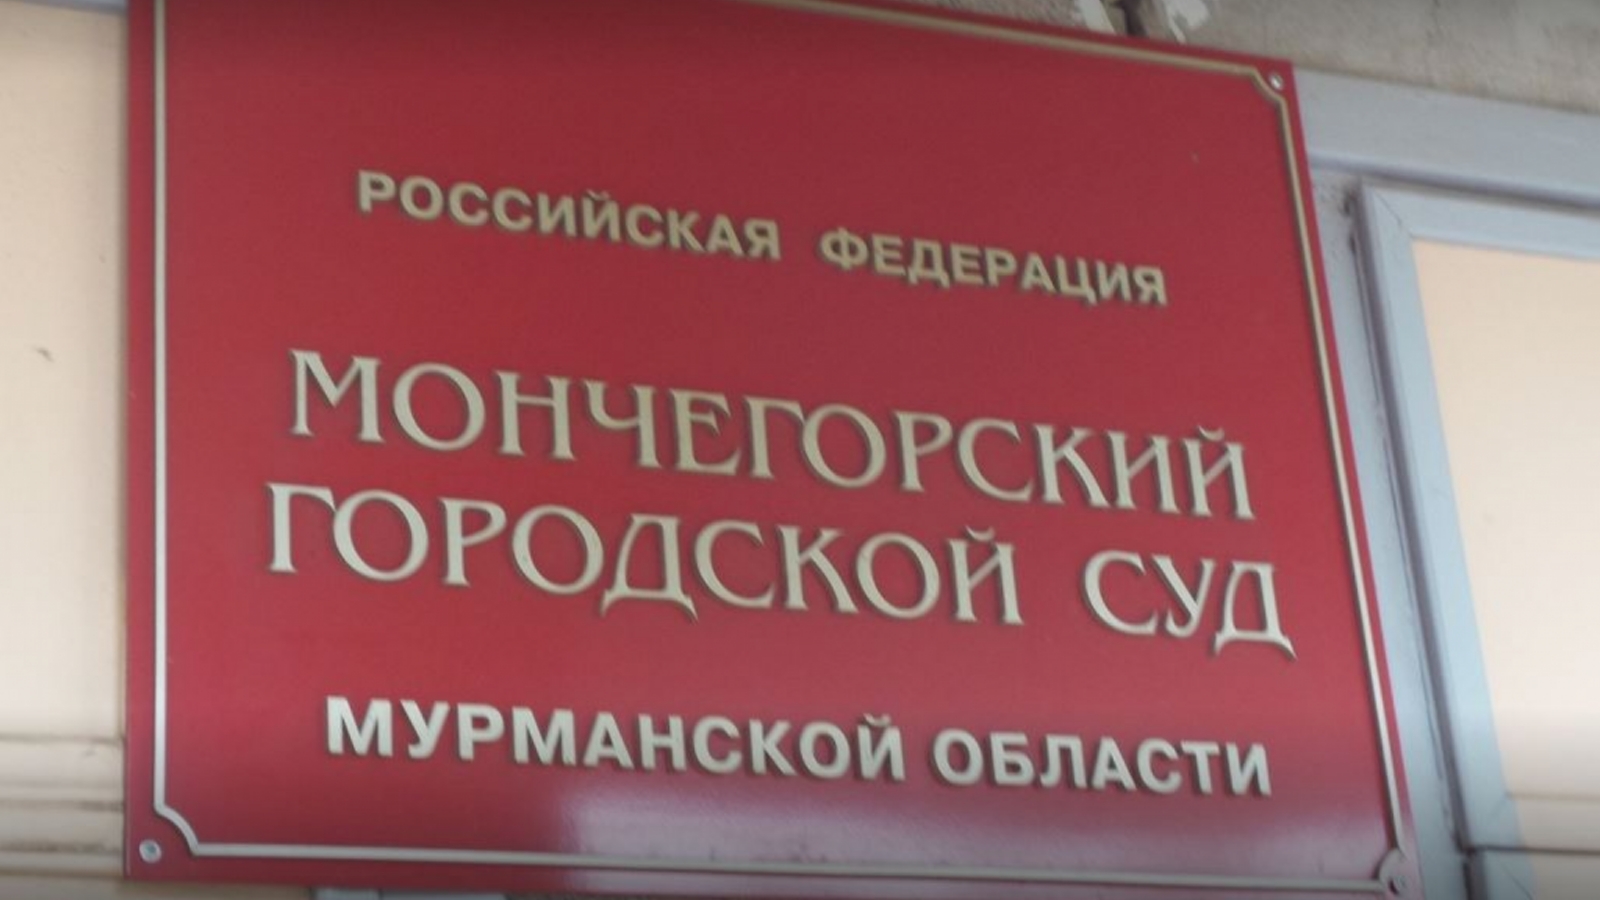 РОССИЙСКАЯ ФЕДЕРАЦИЯ
МОНЧЕГОРСКИЙ
ГОРОДСКОЙ СУД
МУРМАНСКОЙ ОБЛАСТИ